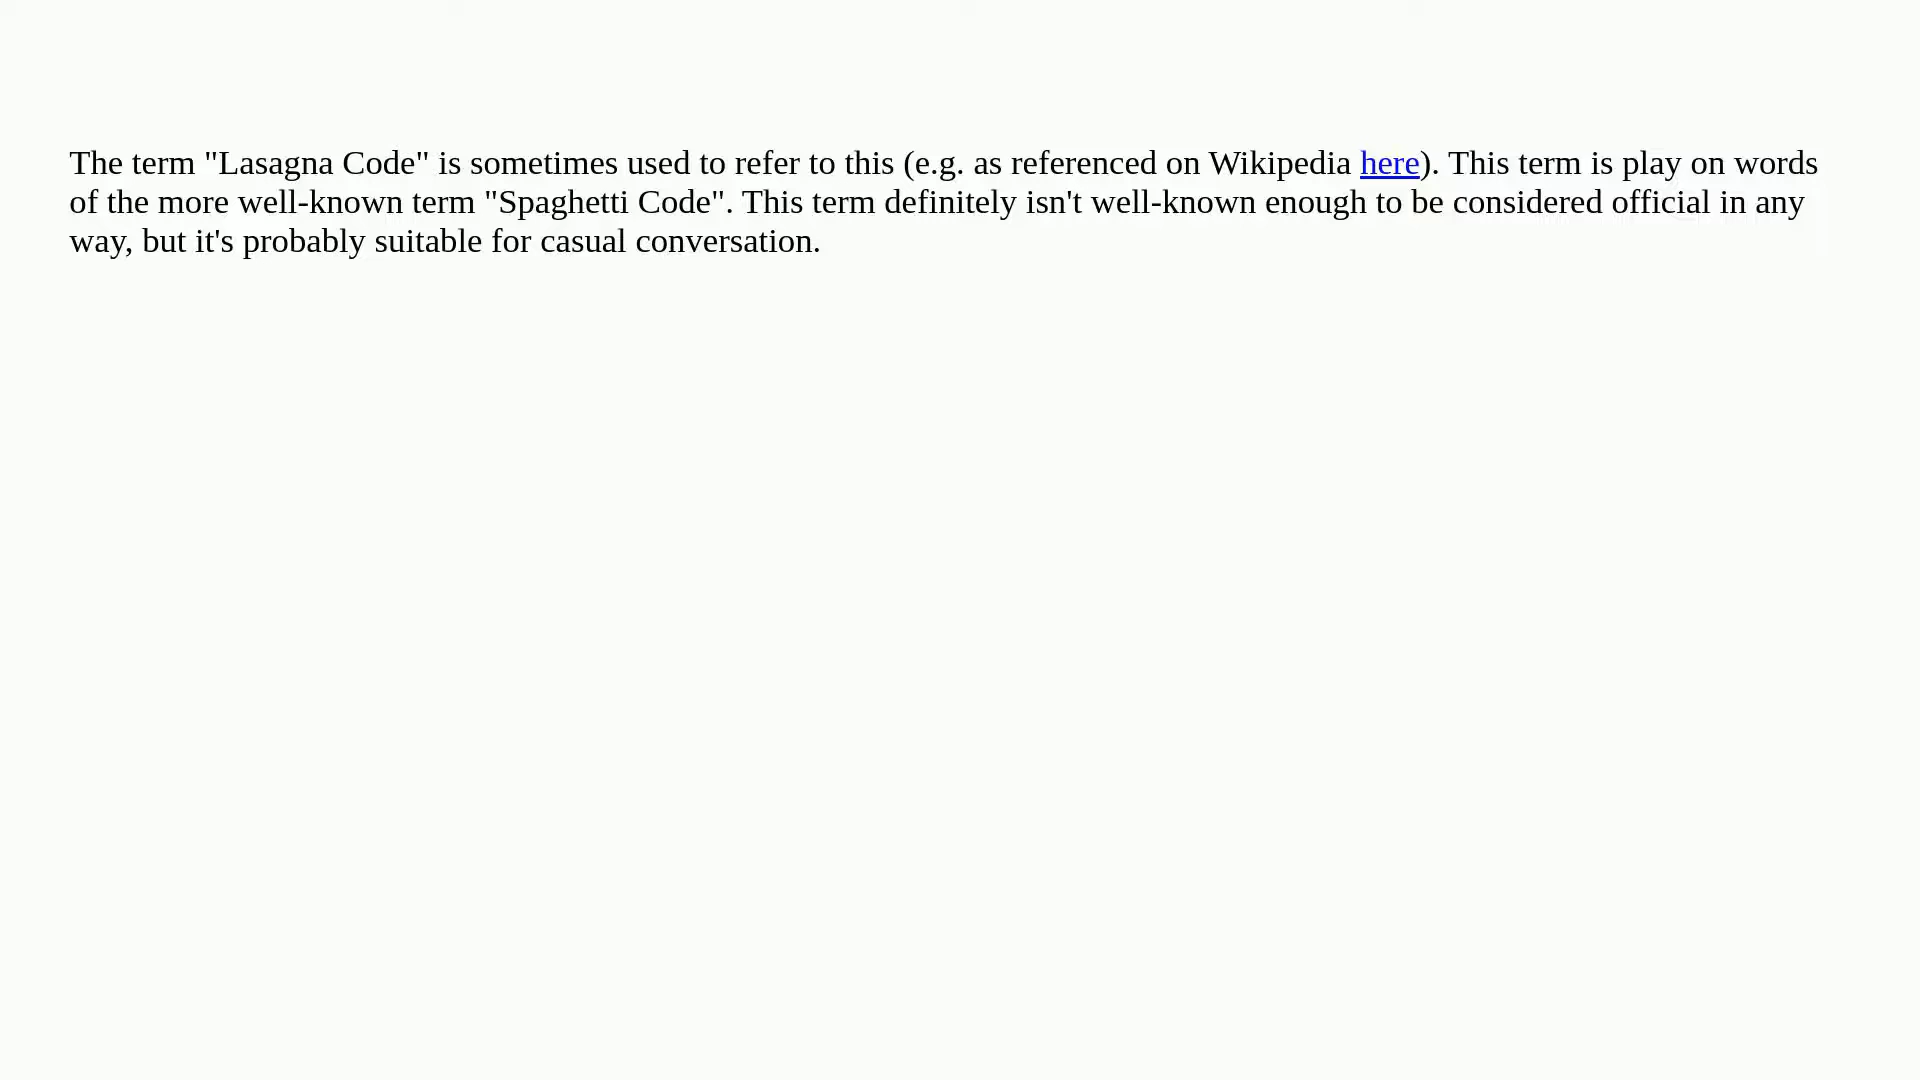 The term "Lasagna Code" is sometimes used to refer to this (e.g. as referenced on Wikipedia here). This term is play on words
of the more well-known term "Spaghetti Code". This term definitely isn't well-known enough to be considered official in any
way, but it's probably suitable for casual conversation.